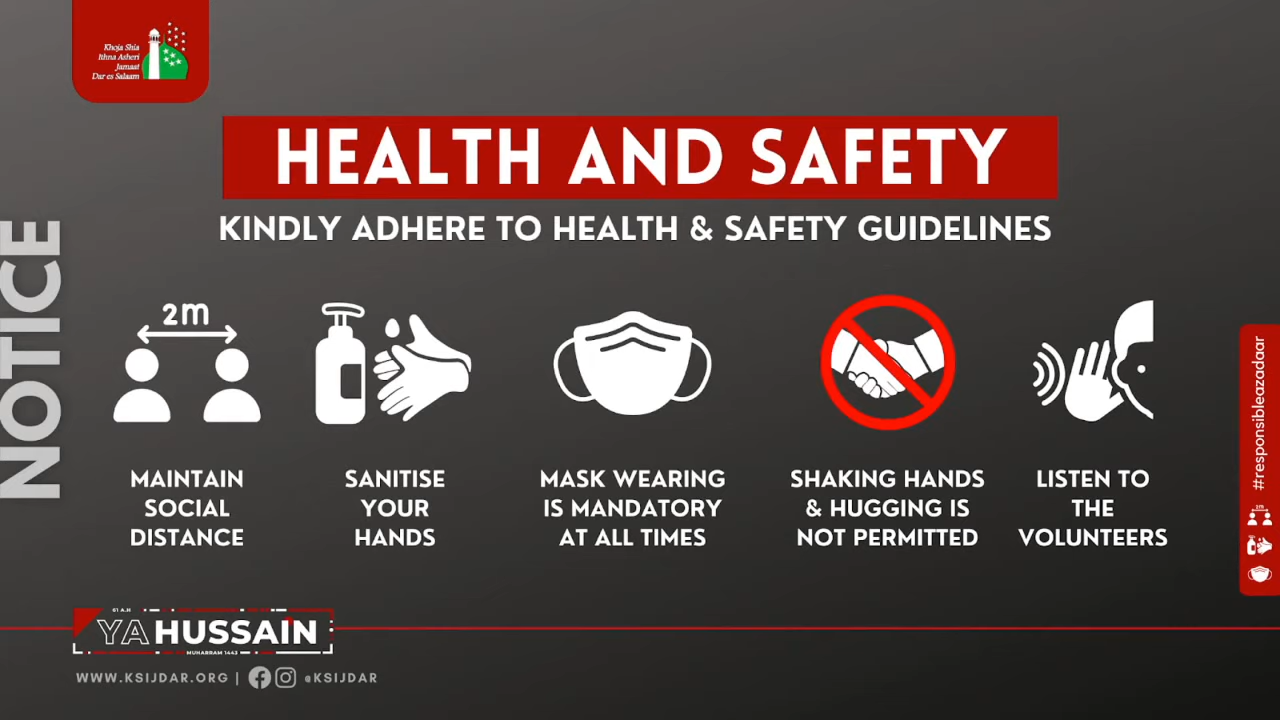 Khoja Shia
Ithna Asheri
Jamaat
Dar es Salaam
HEALTH AND SAFETY
KINDLY ADHERE TO HEALTH & SAFETY GUIDELINES
NOTICE
2m
MAINTAIN
SOCIAL
DISTANCE
SANITISE
YOUR
HANDS
MASK WEARING
IS MANDATORY
AT ALL TIMES
SHAKING HANDS
& HUGGING IS
NOT PERMITTED
LISTEN TO
THE
VOLUNTEERS
#responsibleazadaar
2m
61 A.H
YA HUSSAIN
MUHARRAM 1443
WWW.KSIJDAR.ORG | @KSIJDAR